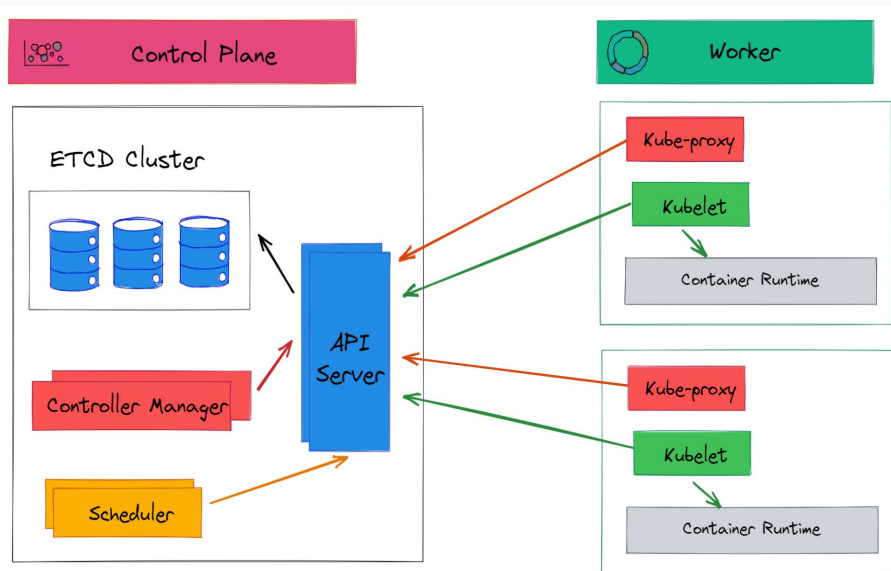 Control Plane
Worker
ETCD Cluster
API
Server
Controller Manager
Scheduler
Kube-proxy
Kubelet
Container Runtime
Kube-proxy
Kubelet
Container Runtime